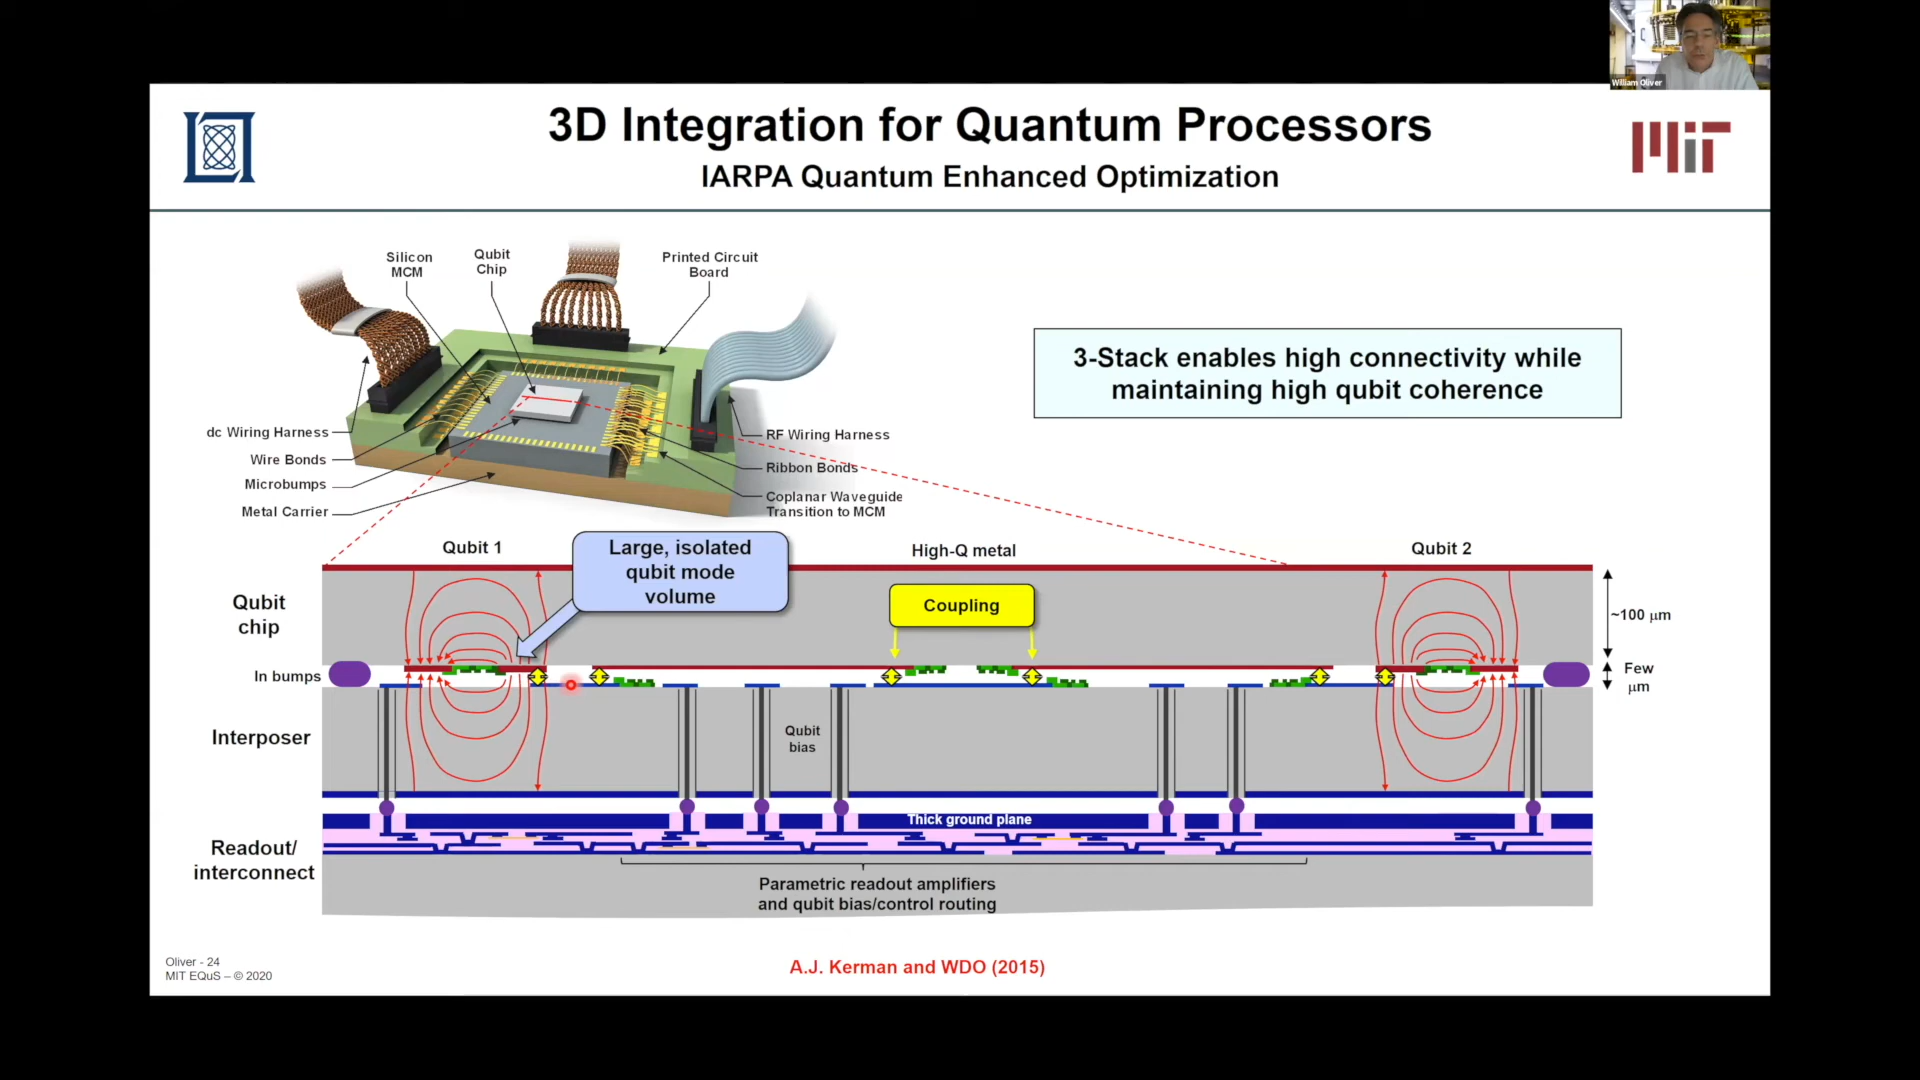 William Oliver
3D Integration for Quantum Processors
IARPA Quantum Enhanced Optimization
MiT
Silicon
MCM
Qubit
Chip
Printed Circuit
Board
3-Stack enables high connectivity while
maintaining high qubit coherence
dc Wiring Harness
Wire Bonds
Microbumps
Metal Carrier
RF Wiring Harness
Ribbon Bonds
Coplanar Waveguide
Transition to MCM
Qubit 1
Large, isolated
qubit mode
volume
High-Q metal
Qubit 2
Coupling
Qubit
chip
~100 μm
In bumps
Few
μm
Interposer
Qubit
bias
Thick ground plane
Readout/
interconnect
Parametric readout amplifiers
and qubit bias/control routing
Oliver - 24
MIT EQuS – © 2020
A.J. Kerman and WDO (2015)